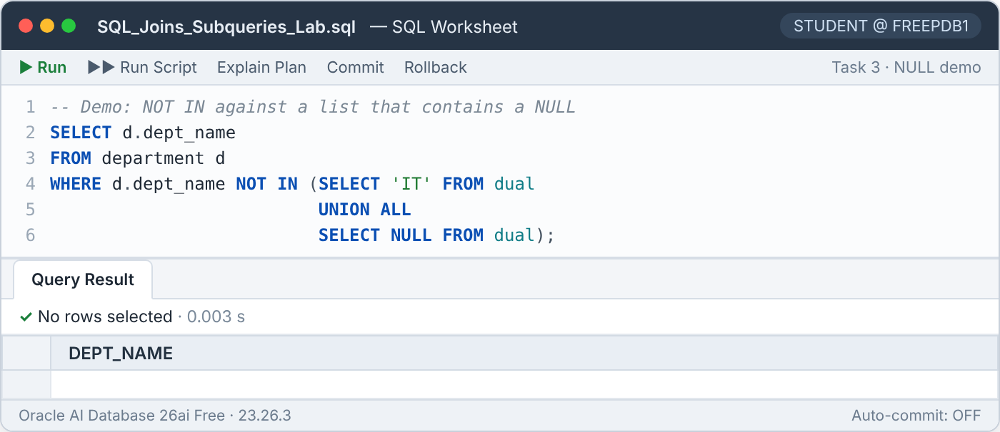 SQL_Joins_Subqueries_Lab.sql — SQL Worksheet STUDENT @ FREEPDB1
Run Run Script Explain Plan Commit Rollback Task 3 · NULL demo
1 -- Demo: NOT IN against a list that contains a NULL
2 SELECT d.dept_name
3 FROM department d
4 WHERE d.dept_name NOT IN (SELECT 'IT' FROM dual
5 UNION ALL
6 SELECT NULL FROM dual);
Query Result
No rows selected · 0.003 s
DEPT_NAME
Oracle AI Database 26ai Free · 23.26.3 Auto-commit: OFF